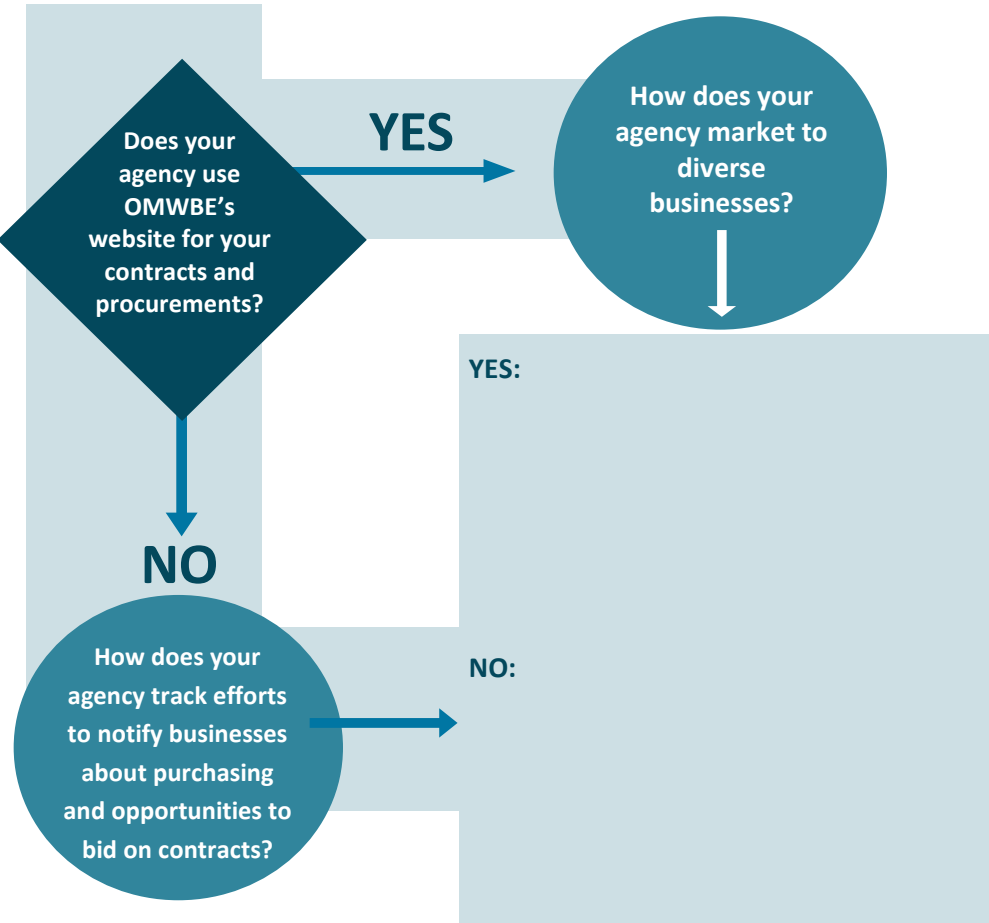 Does your
agency use
OMWBE’s
website for your
contracts and
procurements?
YES
How does your
agency market to
diverse
businesses?
YES:
NO
How does your
agency track efforts
to notify businesses
about purchasing
and opportunities to
bid on contracts?
NO: